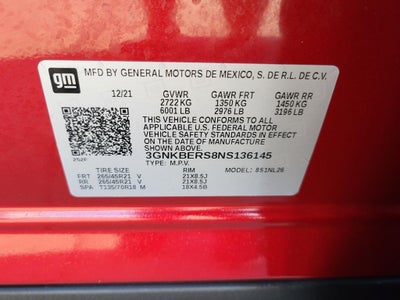 gm MFD BY GENERAL MOTORS DE MEXICO, S. DE R.L. DE C.V.
12/21 GVWR GAWR FRT GAWR RR
2722 KG 1350 KG 1450 KG
6001 LB 2976 LB 3196 LB
THIS VEHICLE CONFORMS TO ALL
APPLICABLE U.S. FEDERAL MOTOR
VEHICLE SAFETY STANDARDS IN EFFECT
ON THE DATE OF MANUFACTURE SHOWN ABOVE.
3GNKBERS8NS136145
TYPE: M.P.V. MODEL: 8S1NL26
TIRE SIZE RIM
FRT 265/45R21 V 21X8.5J
RR 265/45R21 V 21X8.5J
SPA T135/70R18 M 18X4.5B